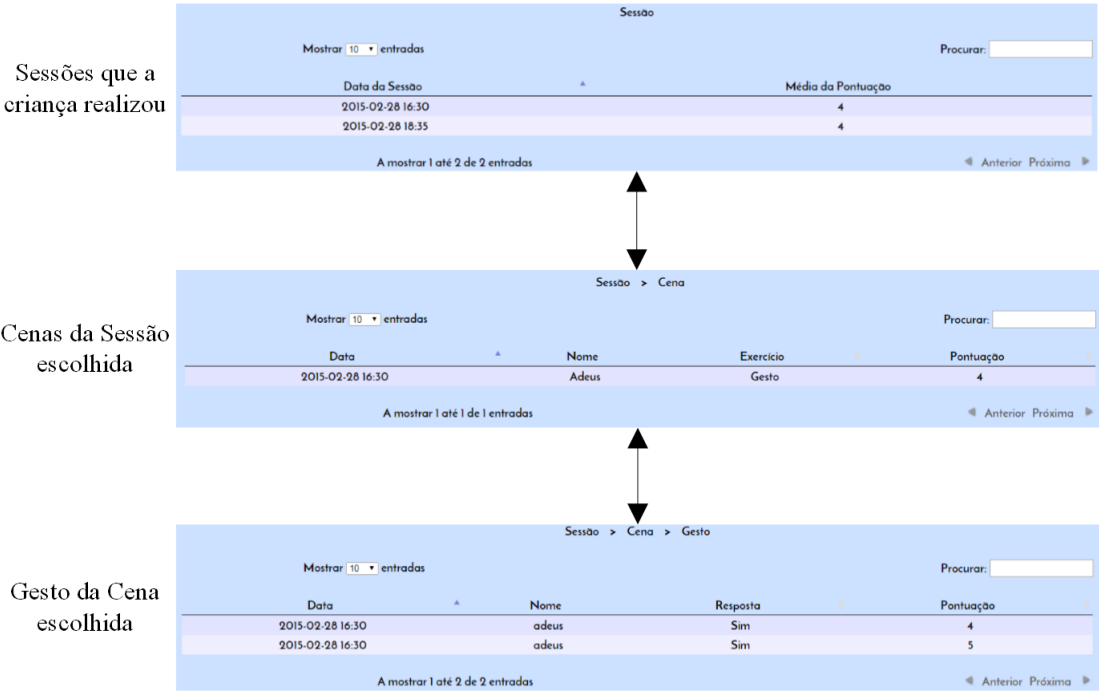 Sessão
Mostrar 10 entradas Procurar:
Sessões que a
criança realizou
Data da Sessão Média da Pontuação
2015-02-28 16:30 4
2015-02-28 18:35 4
A mostrar 1 até 2 de 2 entradas Anterior Próxima
Sessão > Cena
Mostrar 10 entradas Procurar:
Cenas da Sessão
escolhida
Data Nome Exercício Pontuação
2015-02-28 16:30 Adeus Gesto 4
A mostrar 1 até 1 de 1 entradas Anterior Próxima
Sessão > Cena > Gesto
Mostrar 10 entradas Procurar:
Gesto da Cena
escolhida
Data Nome Resposta Pontuação
2015-02-28 16:30 adeus Sim 4
2015-02-28 16:30 adeus Sim 5
A mostrar 1 até 2 de 2 entradas Anterior Próxima